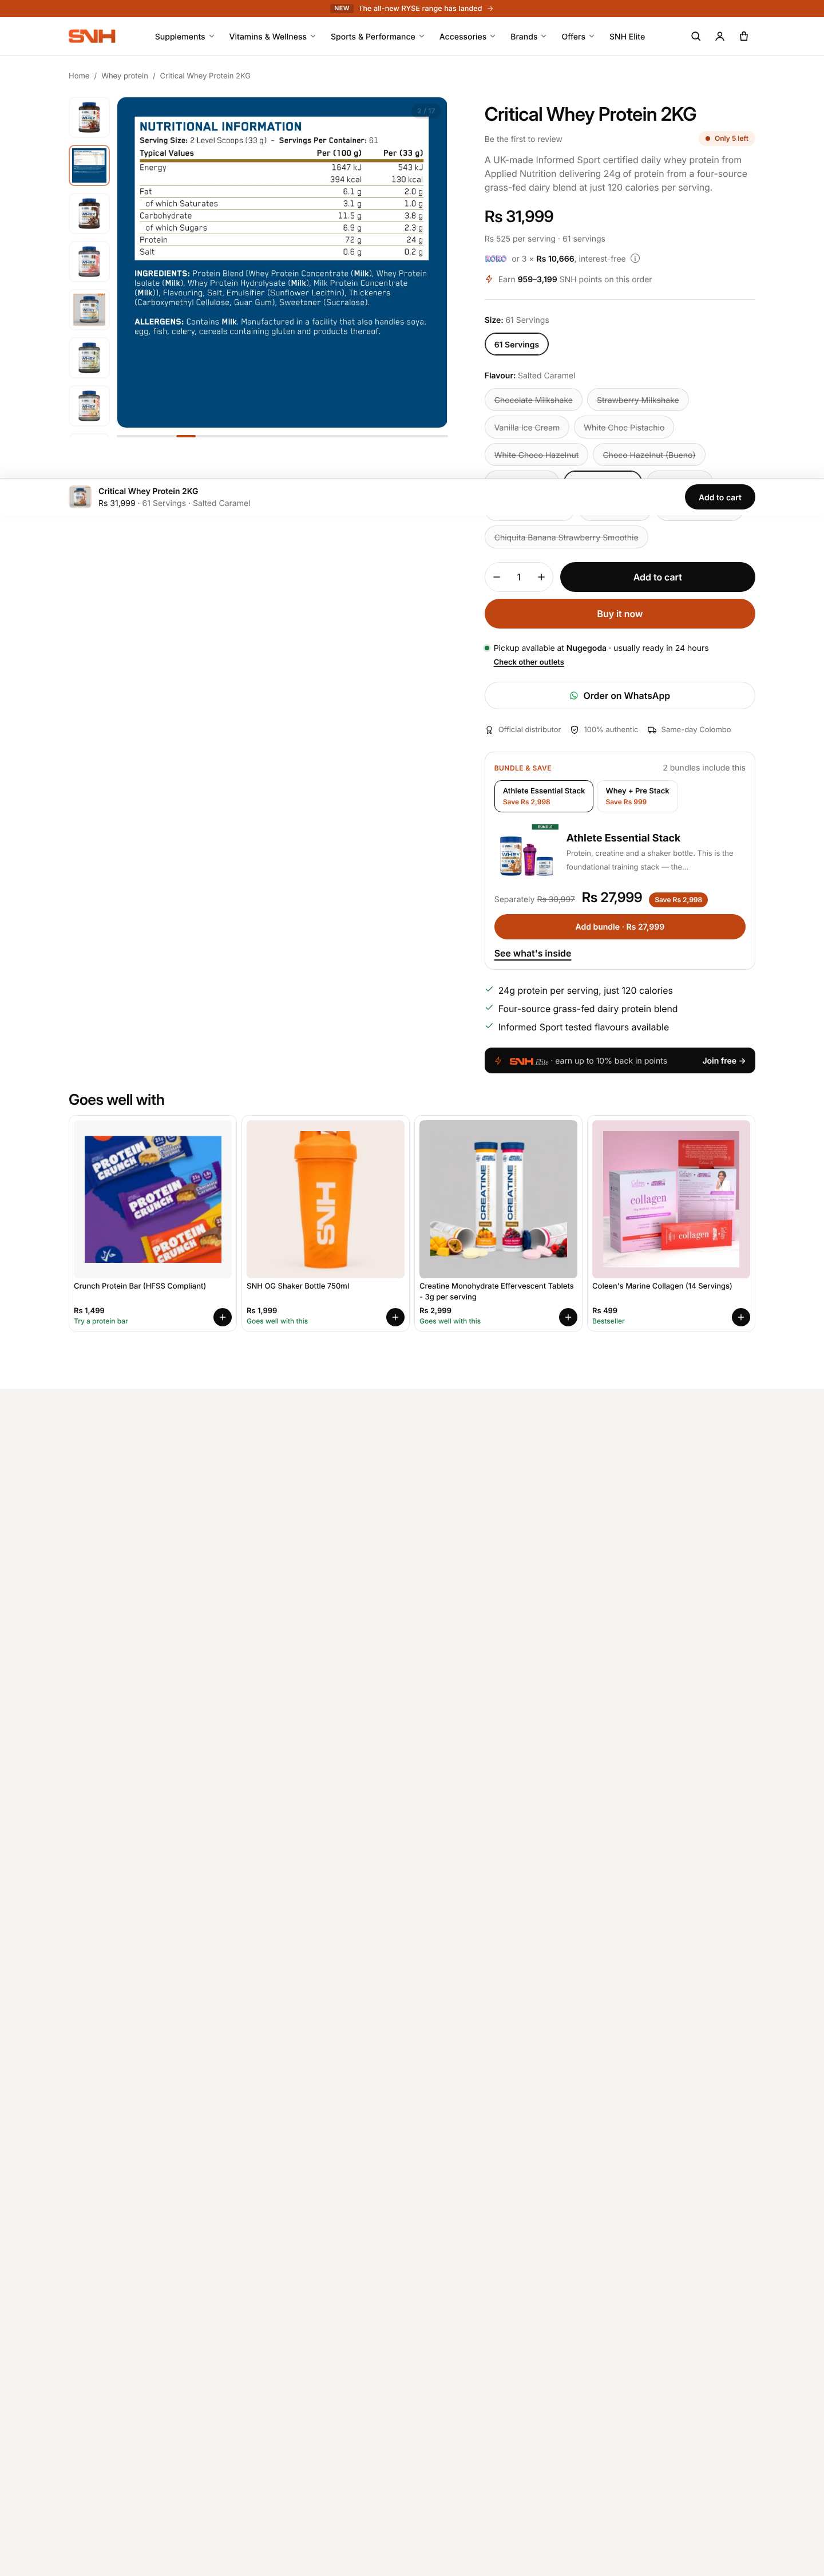 NEW The all-new RYSE range has landed →
SNH
Supplements
Vitamins & Wellness
Sports & Performance
Accessories
Brands
Offers
SNH Elite
Home / Whey protein / Critical Whey Protein 2KG
2 / 17
NUTRITIONAL INFORMATION
Serving Size: 2 Level Scoops (33 g) – Servings Per Container: 61
Typical Values Per (100 g) Per (33 g)
Energy 1647 kJ 543 kJ
394 kcal 130 kcal
Fat 6.1 g 2.0 g
of which Saturates 3.1 g 1.0 g
Carbohydrate 11.5 g 3.8 g
of which Sugars 6.9 g 2.3 g
Protein 72 g 24 g
Salt 0.6 g 0.2 g
INGREDIENTS: Protein Blend (Whey Protein Concentrate (Milk), Whey Protein
Isolate (Milk), Whey Protein Hydrolysate (Milk), Milk Protein Concentrate
(Milk)), Flavouring, Salt, Emulsifier (Sunflower Lecithin), Thickeners
(Carboxymethyl Cellulose, Guar Gum), Sweetener (Sucralose).
ALLERGENS: Contains Milk. Manufactured in a facility that also handles soya,
egg, fish, celery, cereals containing gluten and products thereof.
Critical Whey Protein 2KG
Be the first to review
Only 5 left
A UK-made Informed Sport certified daily whey protein from
Applied Nutrition delivering 24g of protein from a four-source
grass-fed dairy blend at just 120 calories per serving.
Rs 31,999
Rs 525 per serving · 61 servings
KOKO or 3 × Rs 10,666, interest-free
Earn 959–3,199 SNH points on this order
Size: 61 Servings
61 Servings
Flavour: Salted Caramel
Chocolate Milkshake
Strawberry Milkshake
Vanilla Ice Cream
White Choc Pistachio
White Choco Hazelnut
Choco Hazelnut (Bueno)
Critical Whey Protein 2KG
Rs 31,999 · 61 Servings · Salted Caramel
Add to cart
Chiquita Banana Strawberry Smoothie
− 1 +
Add to cart
Buy it now
Pickup available at Nugegoda · usually ready in 24 hours
Check other outlets
Order on WhatsApp
Official distributor
100% authentic
Same-day Colombo
BUNDLE & SAVE
2 bundles include this
Athlete Essential Stack
Save Rs 2,998
Whey + Pre Stack
Save Rs 999
BUNDLE
WHEY
Athlete Essential Stack
Protein, creatine and a shaker bottle. This is the
foundational training stack — the...
Separately Rs 30,997 Rs 27,999 Save Rs 2,998
Add bundle · Rs 27,999
See what's inside
24g protein per serving, just 120 calories
Four-source grass-fed dairy protein blend
Informed Sport tested flavours available
SNH Elite · earn up to 10% back in points
Join free →
Goes well with
PROTEIN CRUNCH
PROTEIN CRUNCH
PROTEIN CRUNCH
Crunch Protein Bar (HFSS Compliant)
Rs 1,499
Try a protein bar
SNH
SNH OG Shaker Bottle 750ml
Rs 1,999
Goes well with this
CREATINE
CREATINE
Creatine Monohydrate Effervescent Tablets
- 3g per serving
Rs 2,999
Goes well with this
collagen
collagen
Coleen's Marine Collagen (14 Servings)
Rs 499
Bestseller